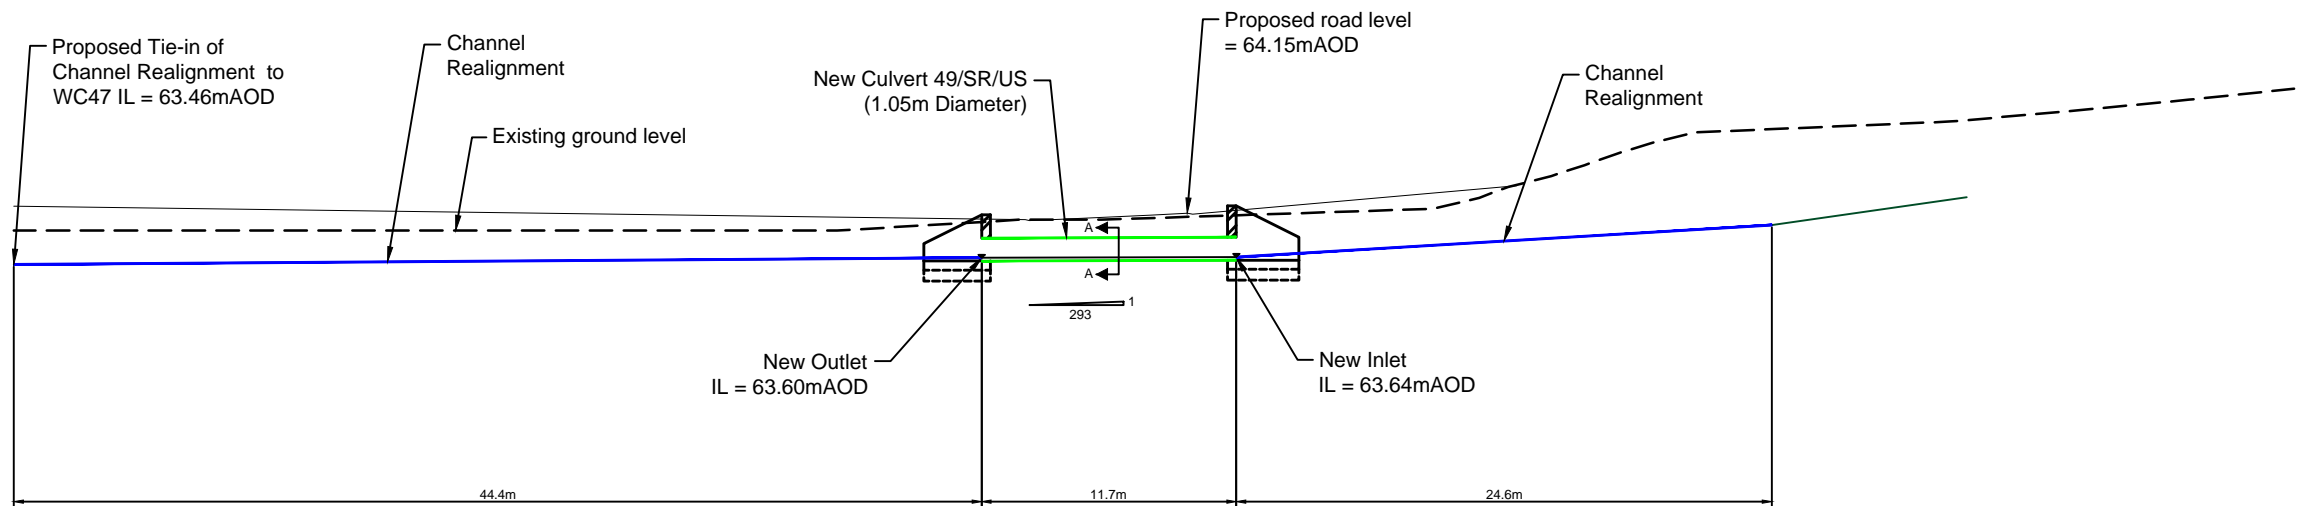 Proposed Tie-in of
Channel Realignment to
WC47 IL = 63.46mAOD
Channel
Realignment
Existing ground level
New Culvert 49/SR/US
(1.05m Diameter)
Proposed road level
= 64.15mAOD
Channel
Realignment
A
A
1
293
New Outlet
IL = 63.60mAOD
New Inlet
IL = 63.64mAOD
44.4m
11.7m
24.6m